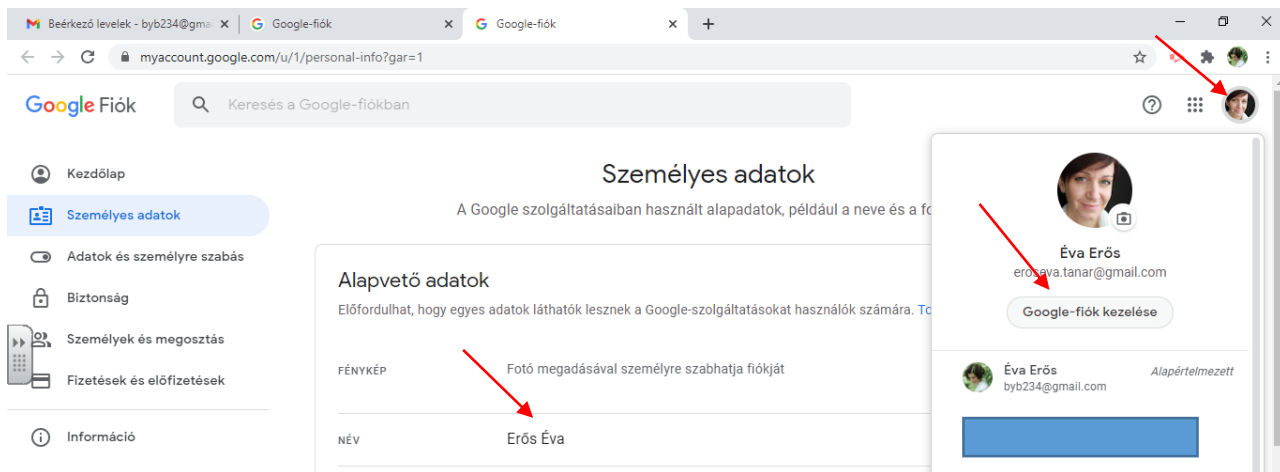 Beérkező levelek - byb234@gma
Google-fiók
Google-fiók
myaccount.google.com/u/1/personal-info?gar=1
Google Fiók
Keresés a Google-fiókban
Kezdőlap
Személyes adatok
Adatok és személyre szabás
Biztonság
Személyek és megosztás
Fizetések és előfizetések
Információ
Személyes adatok
A Google szolgáltatásaiban használt alapadatok, például a neve és a fo
Alapvető adatok
Előfordulhat, hogy egyes adatok láthatók lesznek a Google-szolgáltatásokat használók számára. To
FÉNYKÉP
Fotó megadásával személyre szabhatja fiókját
NÉV
Erős Éva
Éva Erős
eroseva.tanar@gmail.com
Google-fiók kezelése
Éva Erős
Alapértelmezett
byb234@gmail.com